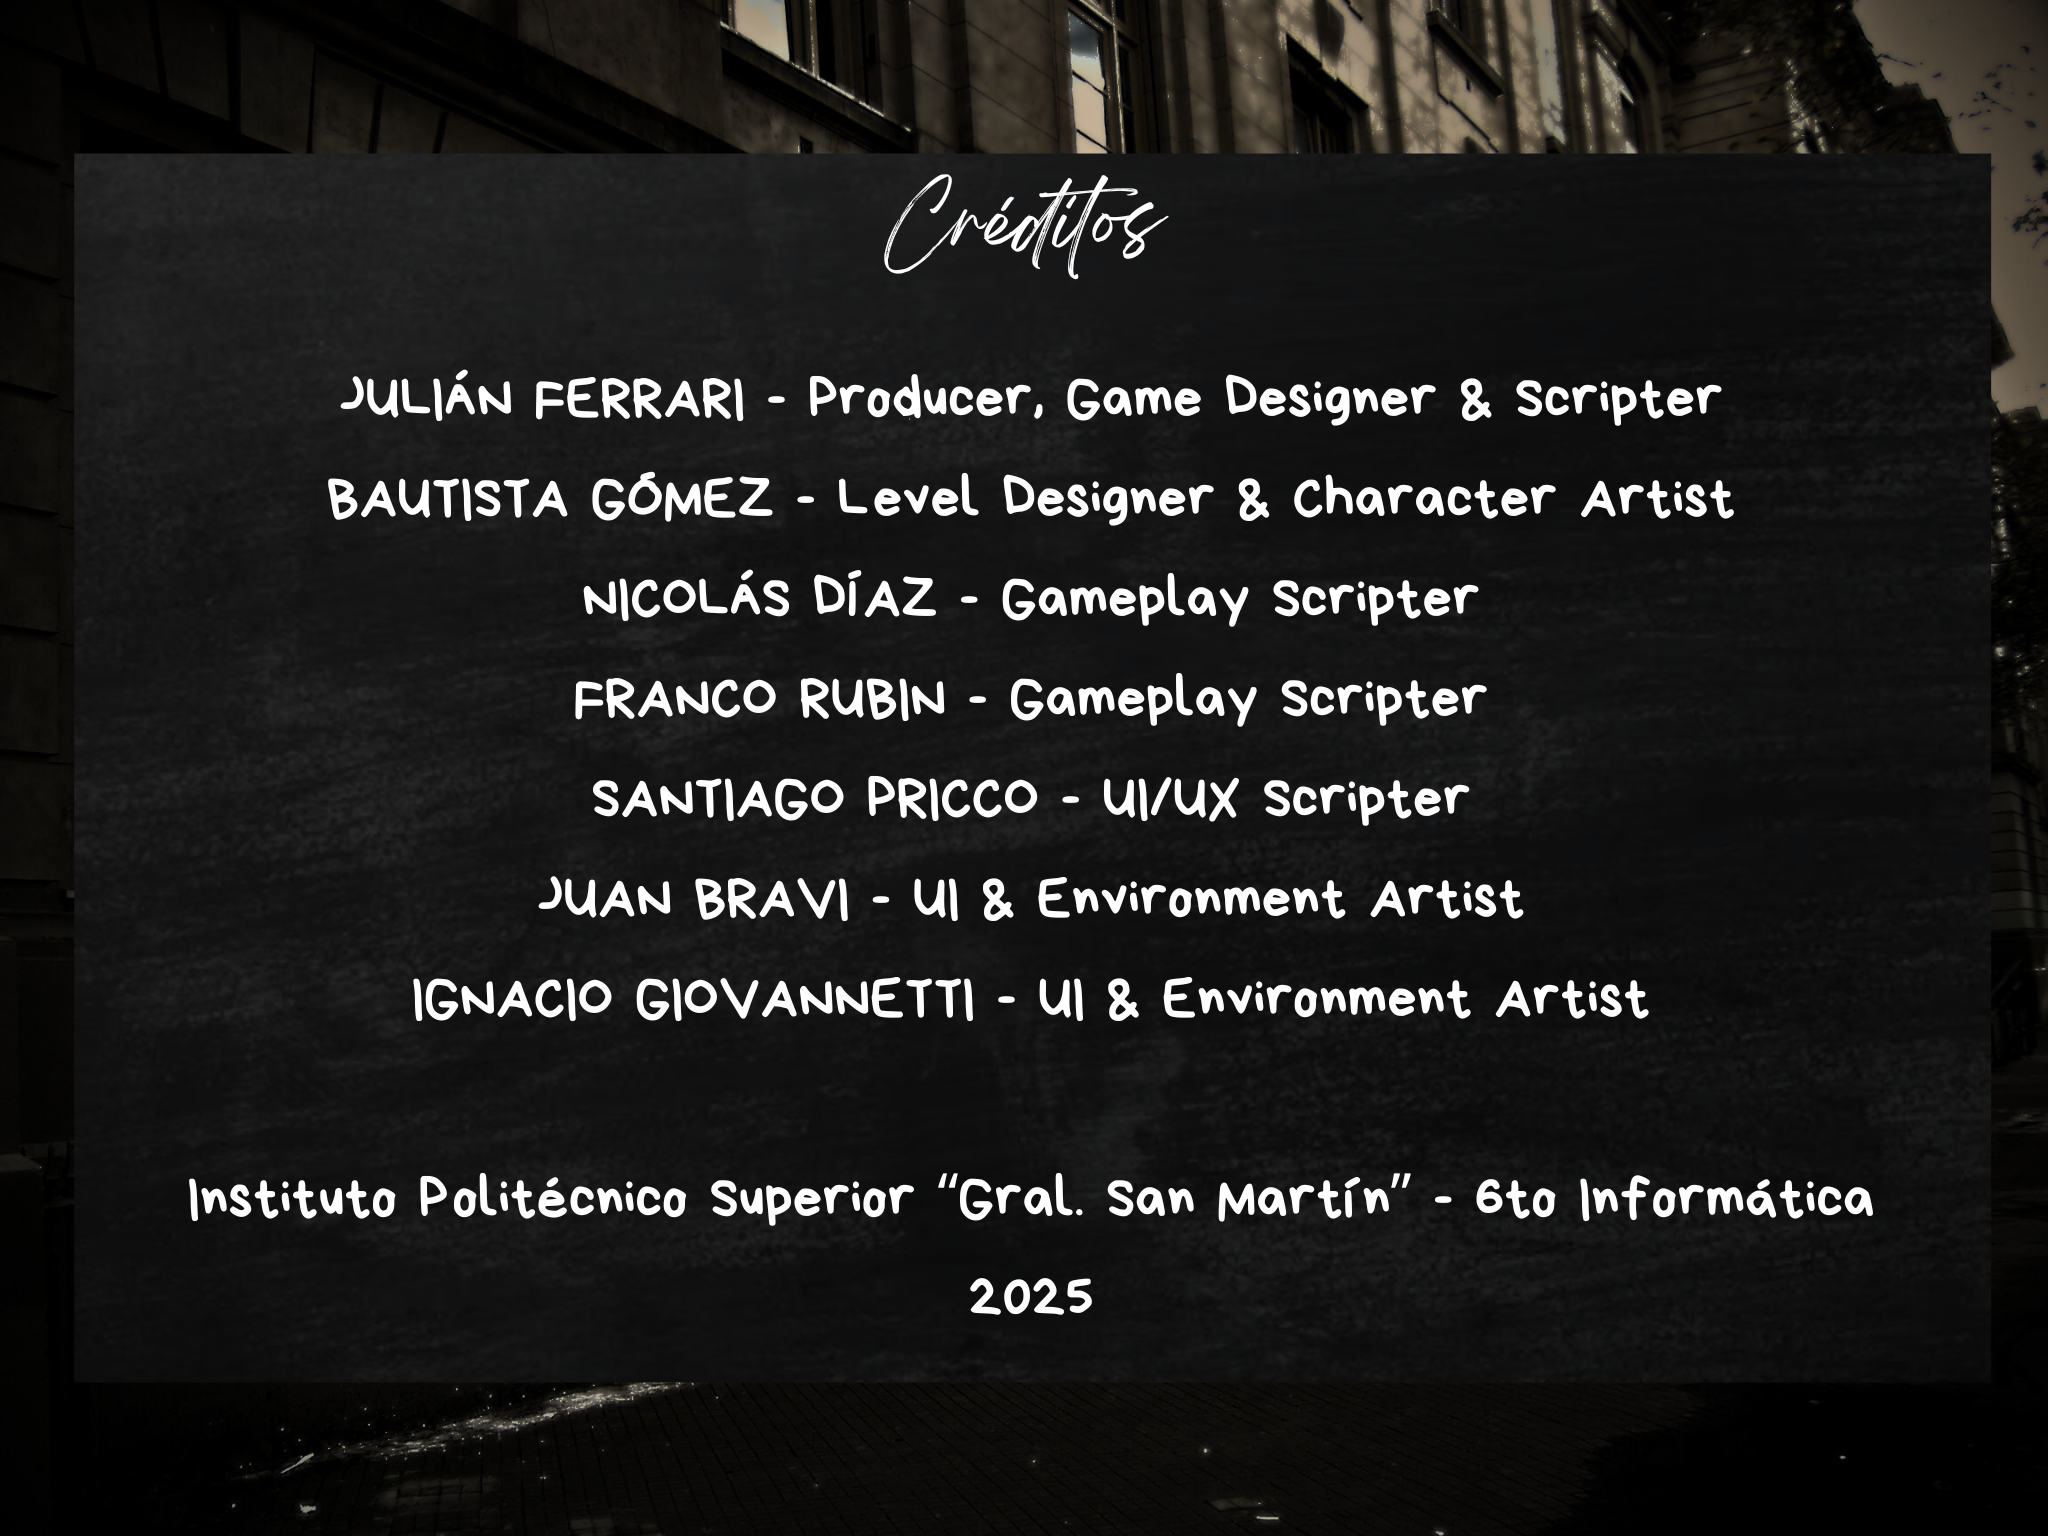 Créditos
JULIÁN FERRARI - Producer, Game Designer & Scripter
BAUTISTA GÓMEZ - Level Designer & Character Artist
NICOLÁS DÍAZ - Gameplay Scripter
FRANCO RUBIN - Gameplay Scripter
SANTIAGO PRICCO - UI/UX Scripter
JUAN BRAVI - UI & Environment Artist
IGNACIO GIOVANNETTI - UI & Environment Artist
Instituto Politécnico Superior “Gral. San Martín” - 6to Informática
2025